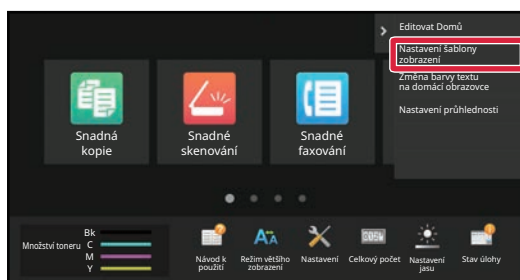 Editovat Domů
Nastavení šablony
zobrazení
Změna barvy textu
na domácí obrazovce
Nastavení průhlednosti
Snadná
kopie
Snadné
skenování
Snadné
faxování
Množství toneru
Bk
C
M
Y
Návod k
použití
Režim většího
zobrazení
Nastavení
Celkový počet
Nastavení
jasu
Stav úlohy